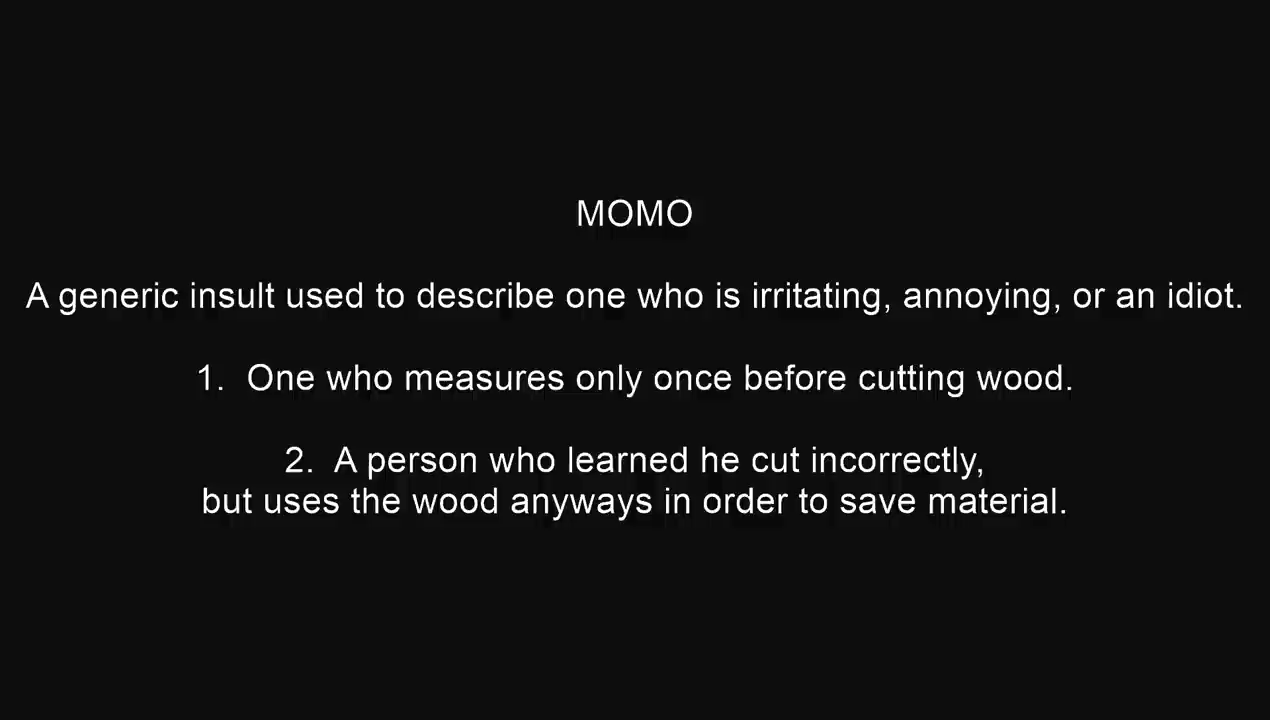 MOMO
A generic insult used to describe one who is irritating, annoying, or an idiot.
1. One who measures only once before cutting wood.
2. A person who learned he cut incorrectly,
but uses the wood anyways in order to save material.